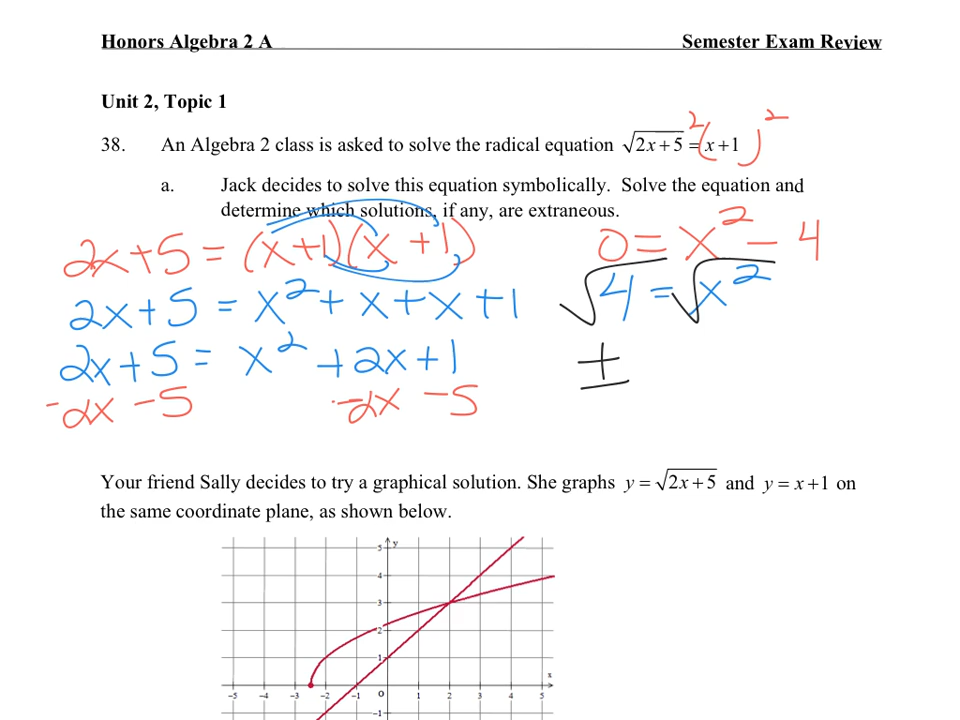 Honors Algebra 2 A Semester Exam Review
Unit 2, Topic 1
38. An Algebra 2 class is asked to solve the radical equation √(2x+5)² = (x+1)²
a. Jack decides to solve this equation symbolically. Solve the equation and
determine which solutions, if any, are extraneous.
2x+5 = (x+1)(x+1) 0 = x² - 4
2x+5 = x² + x + x + 1 √4 = √x²
2x+5 = x² + 2x + 1 ±
-2x -5 -2x -5
Your friend Sally decides to try a graphical solution. She graphs y = √(2x+5) and y = x+1 on
the same coordinate plane, as shown below.
5 y
4
3
2
1
x
-5 -4 -3 -2 -1 0 1 2 3 4 5
-1